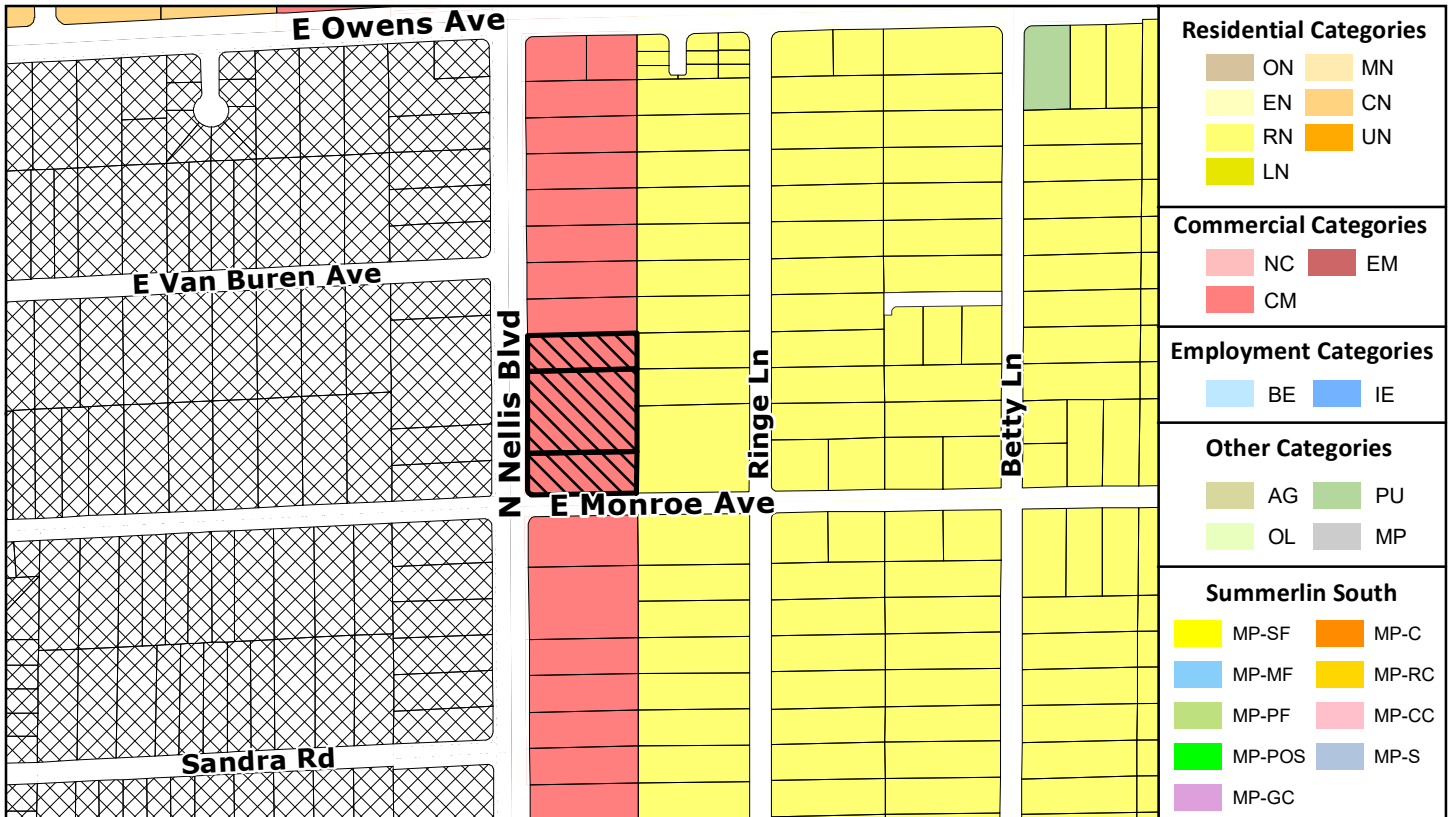 E Owens Ave
E Van Buren Ave
N Nellis Blvd
Ringe Ln
Betty Ln
E Monroe Ave
Sandra Rd
Residential Categories
ON MN
EN CN
RN UN
LN
Commercial Categories
NC EM
CM
Employment Categories
BE IE
Other Categories
AG PU
OL MP
Summerlin South
MP-SF MP-C
MP-MF MP-RC
MP-PF MP-CC
MP-POS MP-S
MP-GC